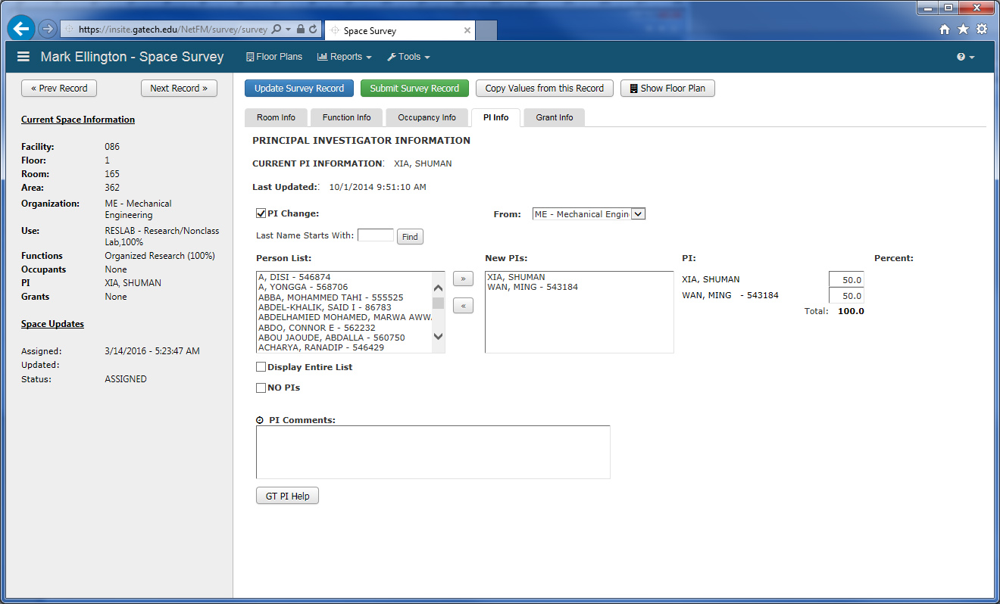 https://insite.gatech.edu/NetFM/survey/survey
Space Survey
Mark Ellington - Space Survey
Floor Plans
Reports
Tools
« Prev Record
Next Record »
Current Space Information
Facility: 086
Floor: 1
Room: 165
Area: 362
Organization: ME - Mechanical
Engineering
Use: RESLAB - Research/Nonclass
Lab,100%
Functions Organized Research (100%)
Occupants None
PI XIA, SHUMAN
Grants None
Space Updates
Assigned: 3/14/2016 - 5:23:47 AM
Updated:
Status: ASSIGNED
Update Survey Record
Submit Survey Record
Copy Values from this Record
Show Floor Plan
Room Info
Function Info
Occupancy Info
PI Info
Grant Info
PRINCIPAL INVESTIGATOR INFORMATION
CURRENT PI INFORMATION: XIA, SHUMAN
Last Updated:: 10/1/2014 9:51:10 AM
PI Change:
From: ME - Mechanical Engin
Last Name Starts With:
Find
Person List:
A, DISI - 546874
A, YONGGA - 568706
ABBA, MOHAMMED TAHI - 555525
ABDEL-KHALIK, SAID I - 86783
ABDELHAMIED MOHAMED, MARWA AWW
ABDO, CONNOR E - 562232
ABOU JAOUDE, ABDALLA - 560750
ACHARYA, RANADIP - 546429
»
«
New PIs:
XIA, SHUMAN
WAN, MING - 543184
PI: Percent:
XIA, SHUMAN 50.0
WAN, MING - 543184 50.0
Total: 100.0
Display Entire List
NO PIs
PI Comments:
GT PI Help